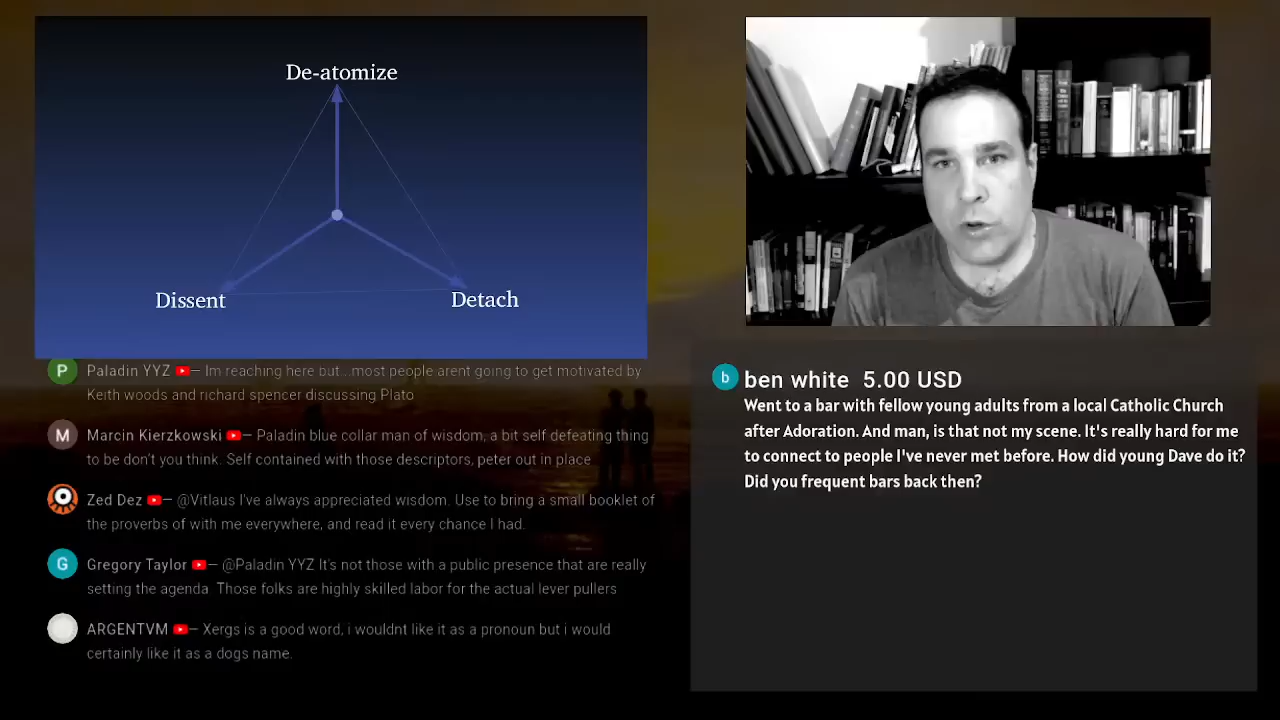 De-atomize
Dissent
Detach
P
Paladin YYZ — Im reaching here but...most people arent going to get motivated by
Keith woods and richard spencer discussing Plato
M
Marcin Kierzkowski — Paladin blue collar man of wisdom, a bit self defeating thing
to be don't you think. Self contained with those descriptors, peter out in place
Zed Dez — @Vitlaus I've always appreciated wisdom. Use to bring a small booklet of
the proverbs of with me everywhere, and read it every chance I had.
G
Gregory Taylor — @Paladin YYZ It's not those with a public presence that are really
setting the agenda. Those folks are highly skilled labor for the actual lever pullers
ARGENTVM — Xergs is a good word, i wouldnt like it as a pronoun but i would
certainly like it as a dogs name.
b
ben white 5.00 USD
Went to a bar with fellow young adults from a local Catholic Church
after Adoration. And man, is that not my scene. It's really hard for me
to connect to people I've never met before. How did young Dave do it?
Did you frequent bars back then?